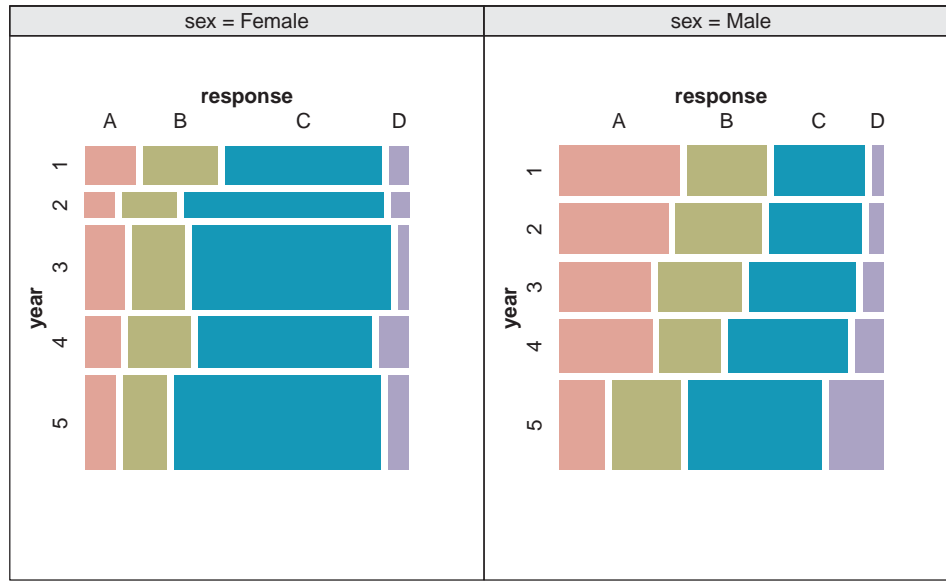 sex = Female
response
A B C D
1
2
3
4
5
year
sex = Male
response
A B C D
1
2
3
4
5
year